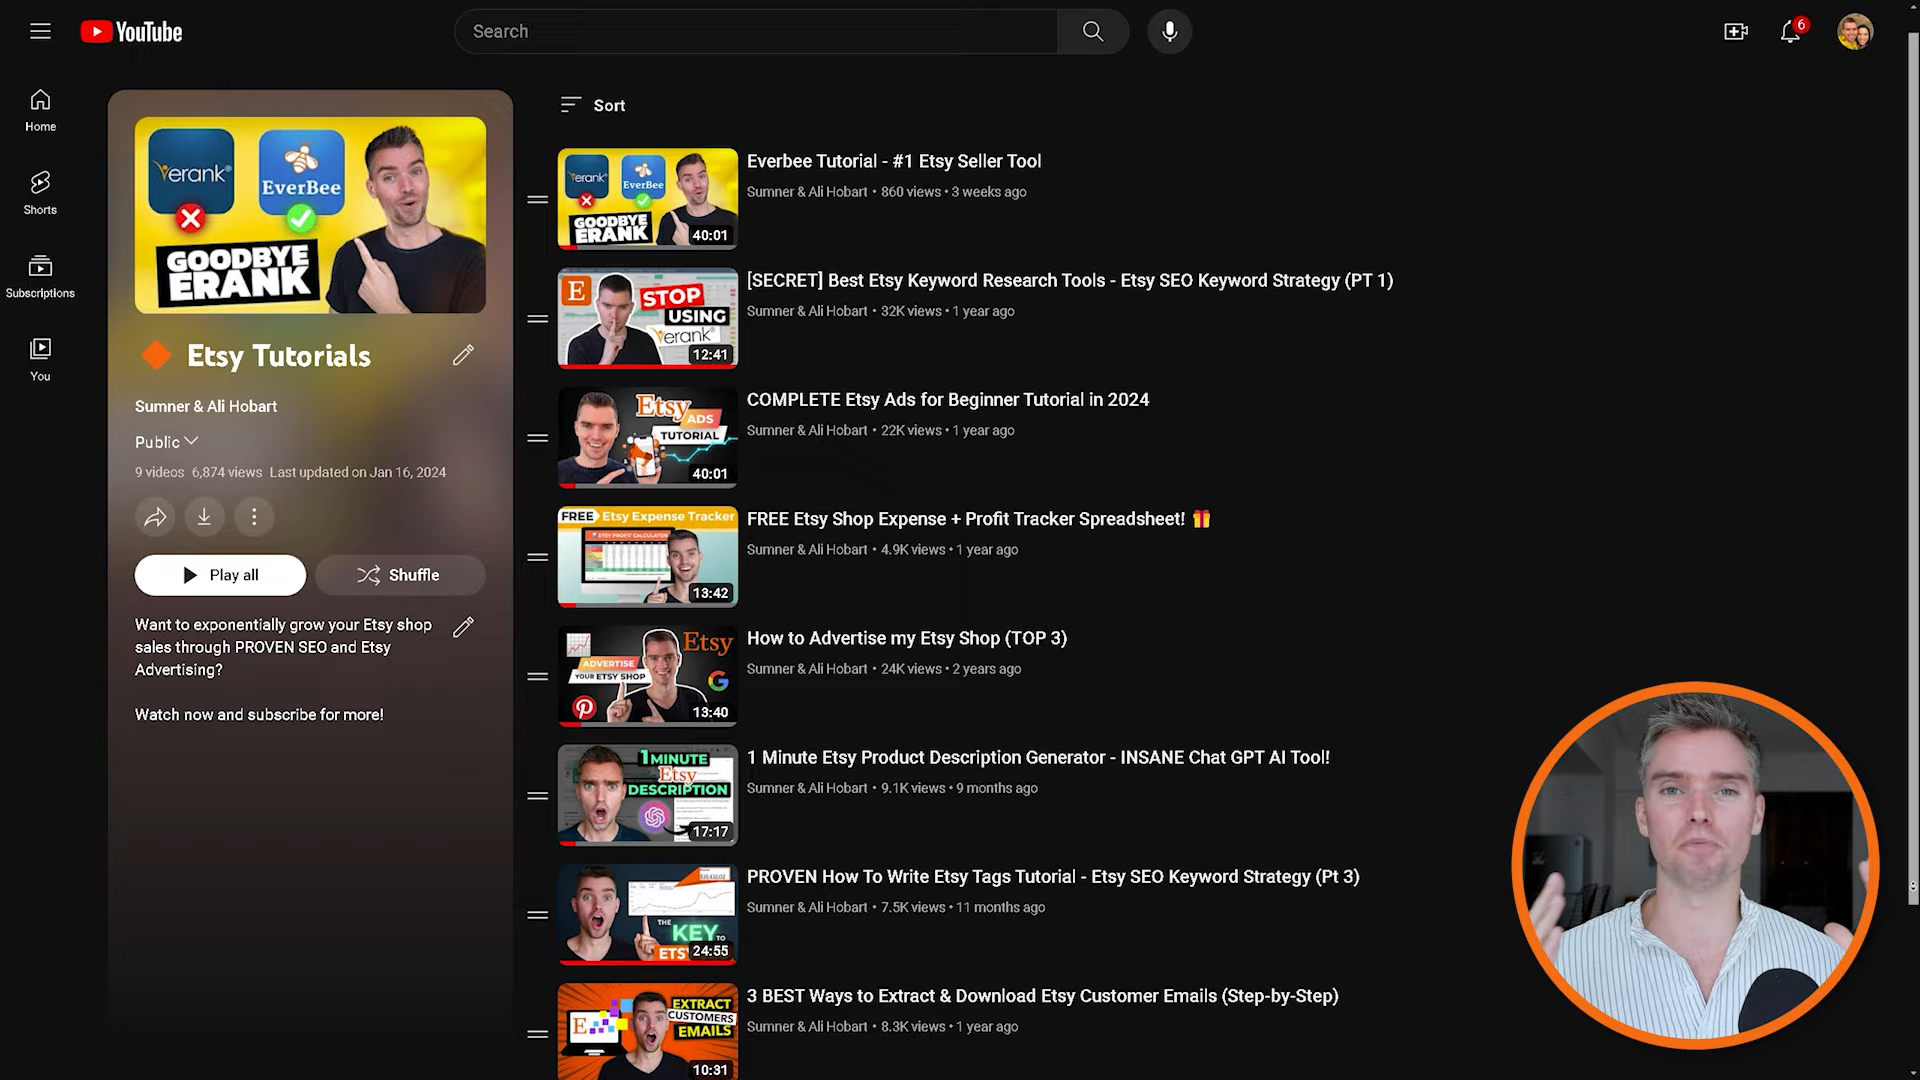 YouTube
Search
6
Home
Shorts
Subscriptions
You
erank®
EverBee
GOODBYE
ERANK
Etsy Tutorials
Sumner & Ali Hobart
Public
9 videos 6,874 views Last updated on Jan 16, 2024
Play all
Shuffle
Want to exponentially grow your Etsy shop
sales through PROVEN SEO and Etsy
Advertising?
Watch now and subscribe for more!
Sort
erank
EverBee
GOODBYE
ERANK
40:01
Everbee Tutorial - #1 Etsy Seller Tool
Sumner & Ali Hobart • 860 views • 3 weeks ago
E
STOP
USING
erank®
12:41
[SECRET] Best Etsy Keyword Research Tools - Etsy SEO Keyword Strategy (PT 1)
Sumner & Ali Hobart • 32K views • 1 year ago
Etsy
ADS
TUTORIAL
40:01
COMPLETE Etsy Ads for Beginner Tutorial in 2024
Sumner & Ali Hobart • 22K views • 1 year ago
FREE Etsy Expense Tracker
ETSY PROFIT CALCULATOR
13:42
FREE Etsy Shop Expense + Profit Tracker Spreadsheet! 🎁
Sumner & Ali Hobart • 4.9K views • 1 year ago
Etsy
ADVERTISE
YOUR ETSY SHOP
G
13:40
How to Advertise my Etsy Shop (TOP 3)
Sumner & Ali Hobart • 24K views • 2 years ago
1 MINUTE
Etsy
DESCRIPTION
17:17
1 Minute Etsy Product Description Generator - INSANE Chat GPT AI Tool!
Sumner & Ali Hobart • 9.1K views • 9 months ago
THE
KEY TO
ETS
24:55
PROVEN How To Write Etsy Tags Tutorial - Etsy SEO Keyword Strategy (Pt 3)
Sumner & Ali Hobart • 7.5K views • 11 months ago
E
EXTRACT
CUSTOMERS
EMAILS
10:31
3 BEST Ways to Extract & Download Etsy Customer Emails (Step-by-Step)
Sumner & Ali Hobart • 8.3K views • 1 year ago